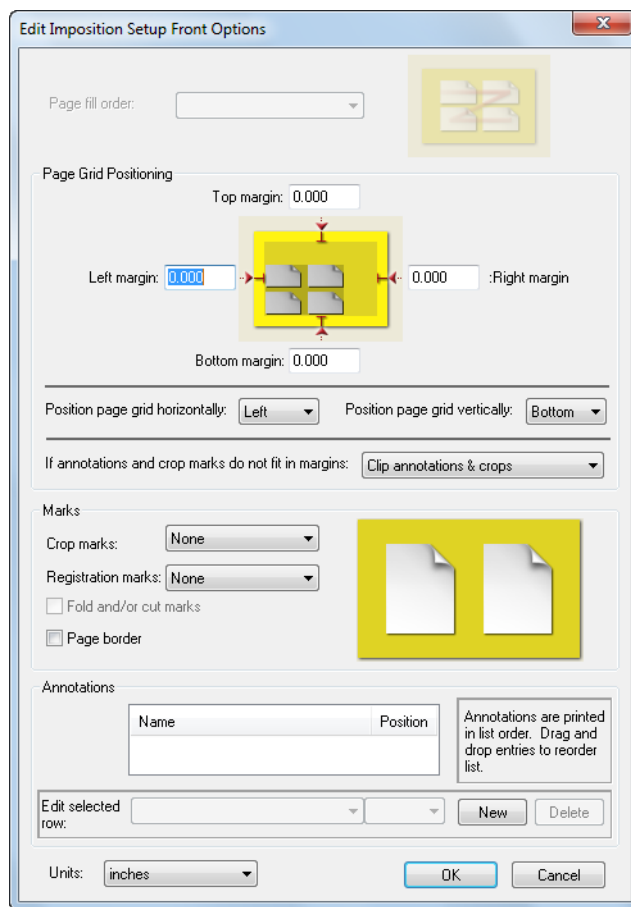 Edit Imposition Setup Front Options
Page fill order:
Page Grid Positioning
Top margin: 0.000
Left margin: 0.000
0.000 :Right margin
Bottom margin: 0.000
Position page grid horizontally: Left Position page grid vertically: Bottom
If annotations and crop marks do not fit in margins: Clip annotations & crops
Marks
Crop marks: None
Registration marks: None
Fold and/or cut marks
Page border
Annotations
Name Position
Annotations are printed
in list order. Drag and
drop entries to reorder
list.
Edit selected
row:
New Delete
Units: inches OK Cancel